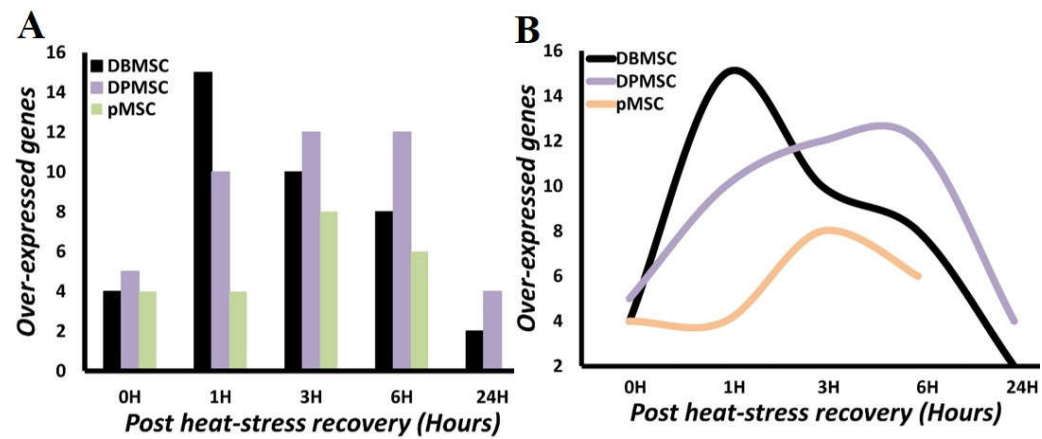 A
16
14
12
10
8
6
4
2
0
DBMSC
DPMSC
pMSC
Over-expressed genes
0H 1H 3H 6H 24H
Post heat-stress recovery (Hours)
B
16
14
12
10
8
6
4
2
DBMSC
DPMSC
pMSC
Over-expressed genes
0H 1H 3H 6H 24H
Post heat-stress recovery (Hours)